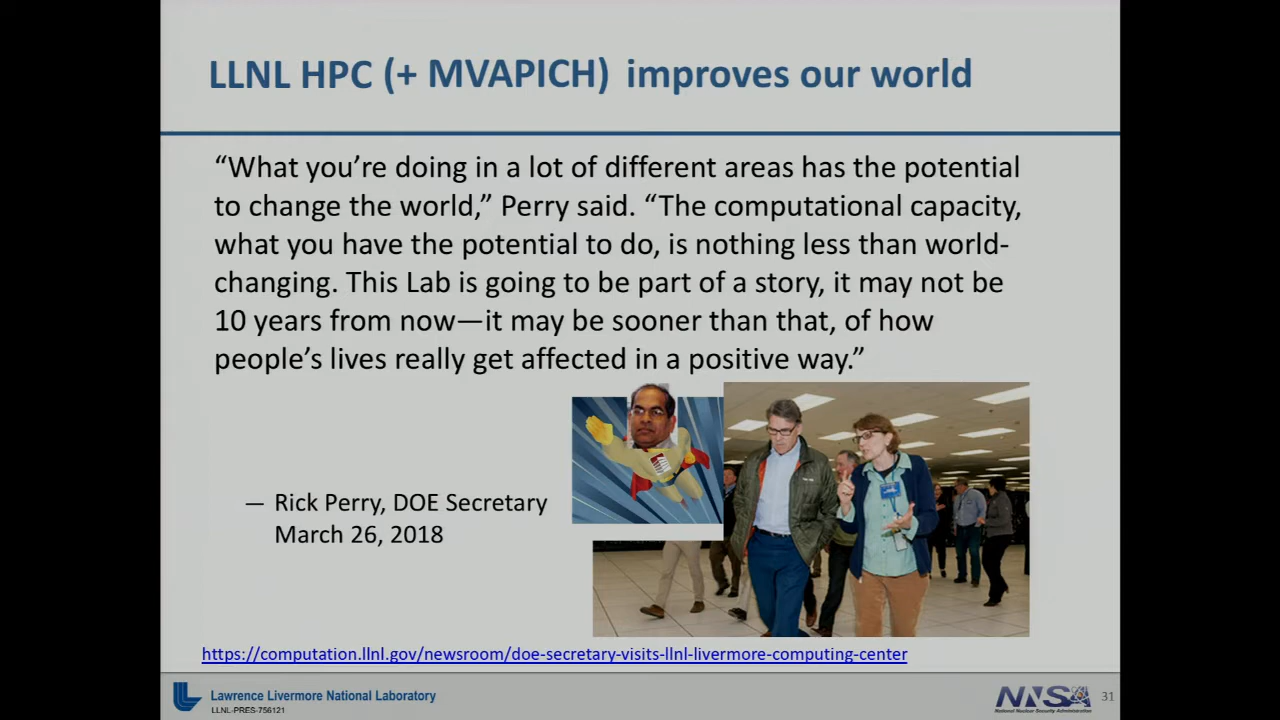 LLNL HPC (+ MVAPICH) improves our world
“What you’re doing in a lot of different areas has the potential
to change the world,” Perry said. “The computational capacity,
what you have the potential to do, is nothing less than world-
changing. This Lab is going to be part of a story, it may not be
10 years from now—it may be sooner than that, of how
people’s lives really get affected in a positive way.”
— Rick Perry, DOE Secretary
March 26, 2018
https://computation.llnl.gov/newsroom/doe-secretary-visits-llnl-livermore-computing-center
Lawrence Livermore National Laboratory
LLNL-PRES-756121
NNSA
National Nuclear Security Administration
31